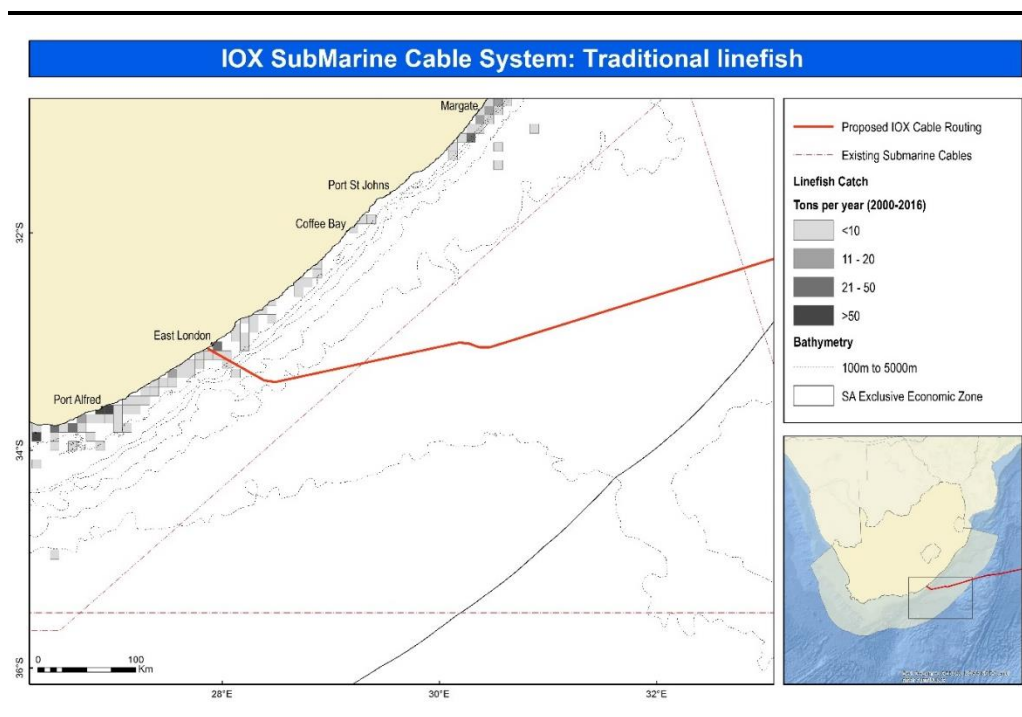 IOX SubMarine Cable System: Traditional linefish
Margate
Port St Johns
Coffee Bay
East London
Port Alfred
32°S
34°S
36°S
0
100
Km
28°E
30°E
32°E
Proposed IOX Cable Routing
Existing Submarine Cables
Linefish Catch
Tons per year (2000-2016)
<10
11 - 20
21 - 50
>50
Bathymetry
100m to 5000m
SA Exclusive Economic Zone